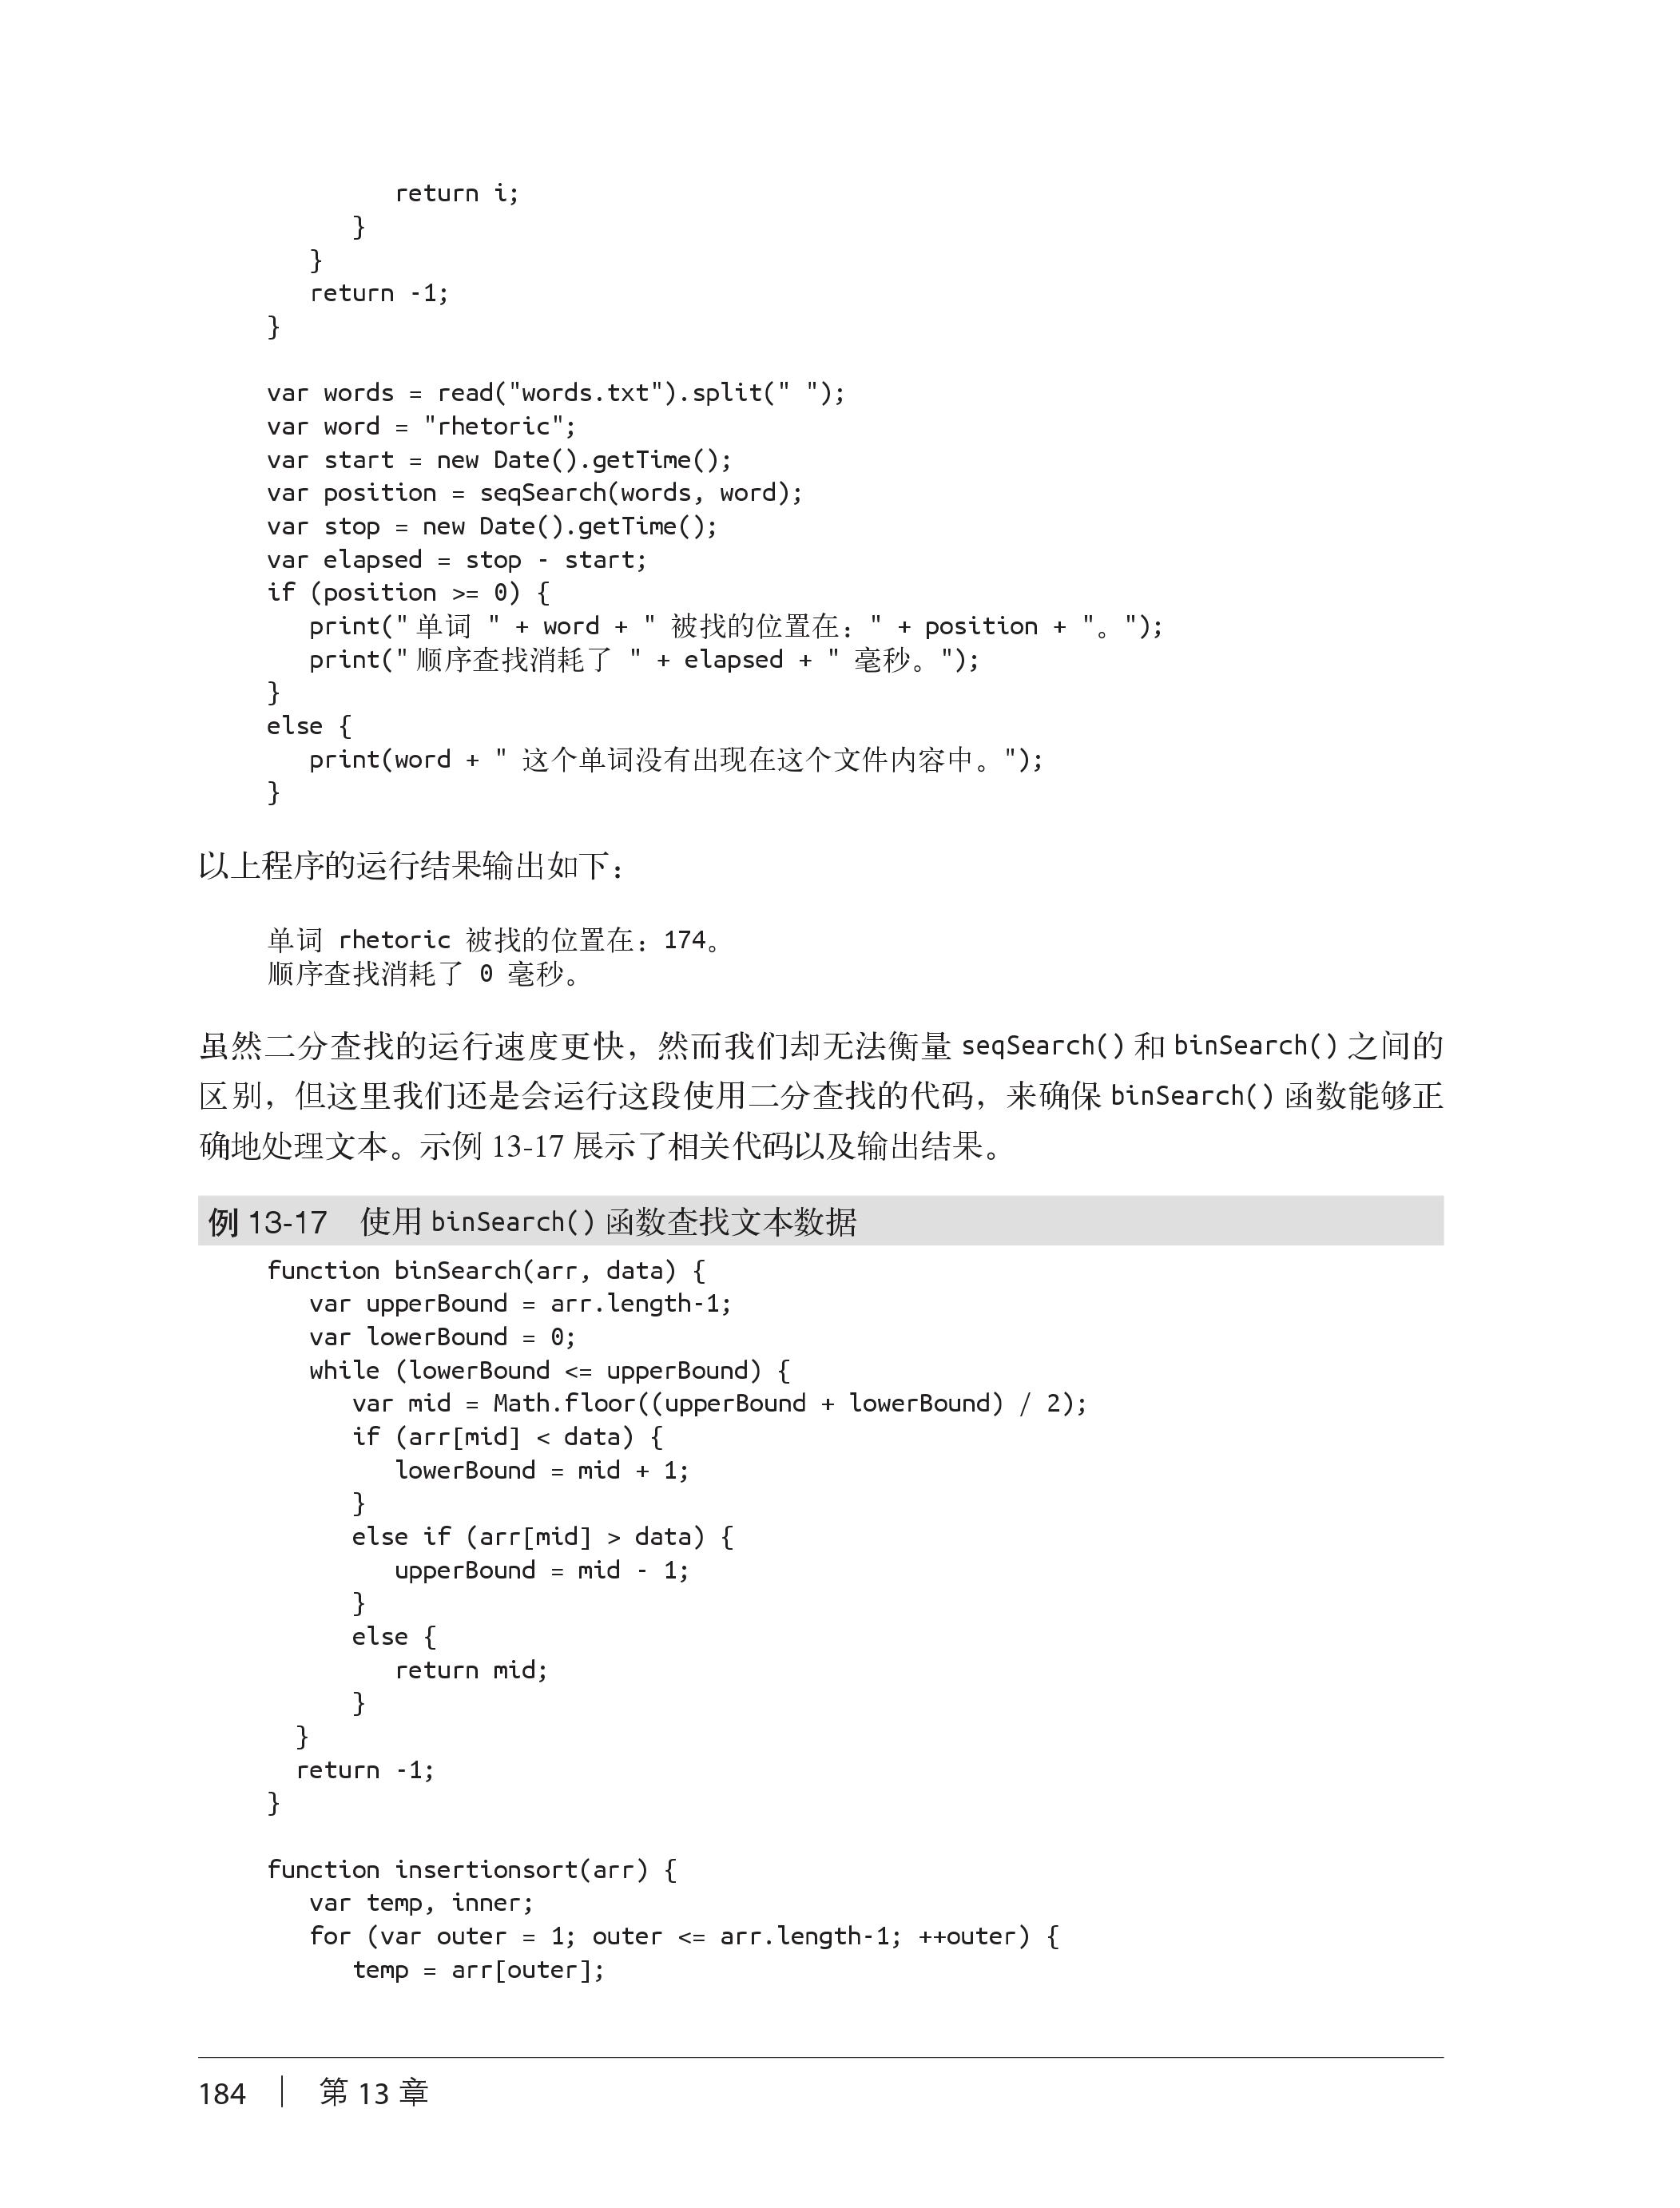 return i;
      }
   }
   return -1;
}

var words = read("words.txt").split(" ");
var word = "rhetoric";
var start = new Date().getTime();
var position = seqSearch(words, word);
var stop = new Date().getTime();
var elapsed = stop - start;
if (position >= 0) {
   print(" 单词 " + word + " 被找的位置在：" + position + "。");
   print(" 顺序查找消耗了 " + elapsed + " 毫秒。");
}
else {
   print(word + " 这个单词没有出现在这个文件内容中。");
}

以上程序的运行结果输出如下：

单词 rhetoric 被找的位置在：174。
顺序查找消耗了 0 毫秒。

虽然二分查找的运行速度更快，然而我们却无法衡量 seqSearch() 和 binSearch() 之间的
区别，但这里我们还是会运行这段使用二分查找的代码，来确保 binSearch() 函数能够正
确地处理文本。示例 13-17 展示了相关代码以及输出结果。

例 13-17　使用 binSearch() 函数查找文本数据
function binSearch(arr, data) {
   var upperBound = arr.length-1;
   var lowerBound = 0;
   while (lowerBound <= upperBound) {
      var mid = Math.floor((upperBound + lowerBound) / 2);
      if (arr[mid] < data) {
         lowerBound = mid + 1;
      }
      else if (arr[mid] > data) {
         upperBound = mid - 1;
      }
      else {
         return mid;
      }
  }
  return -1;
}

function insertionsort(arr) {
   var temp, inner;
   for (var outer = 1; outer <= arr.length-1; ++outer) {
      temp = arr[outer];

184 ｜ 第 13 章